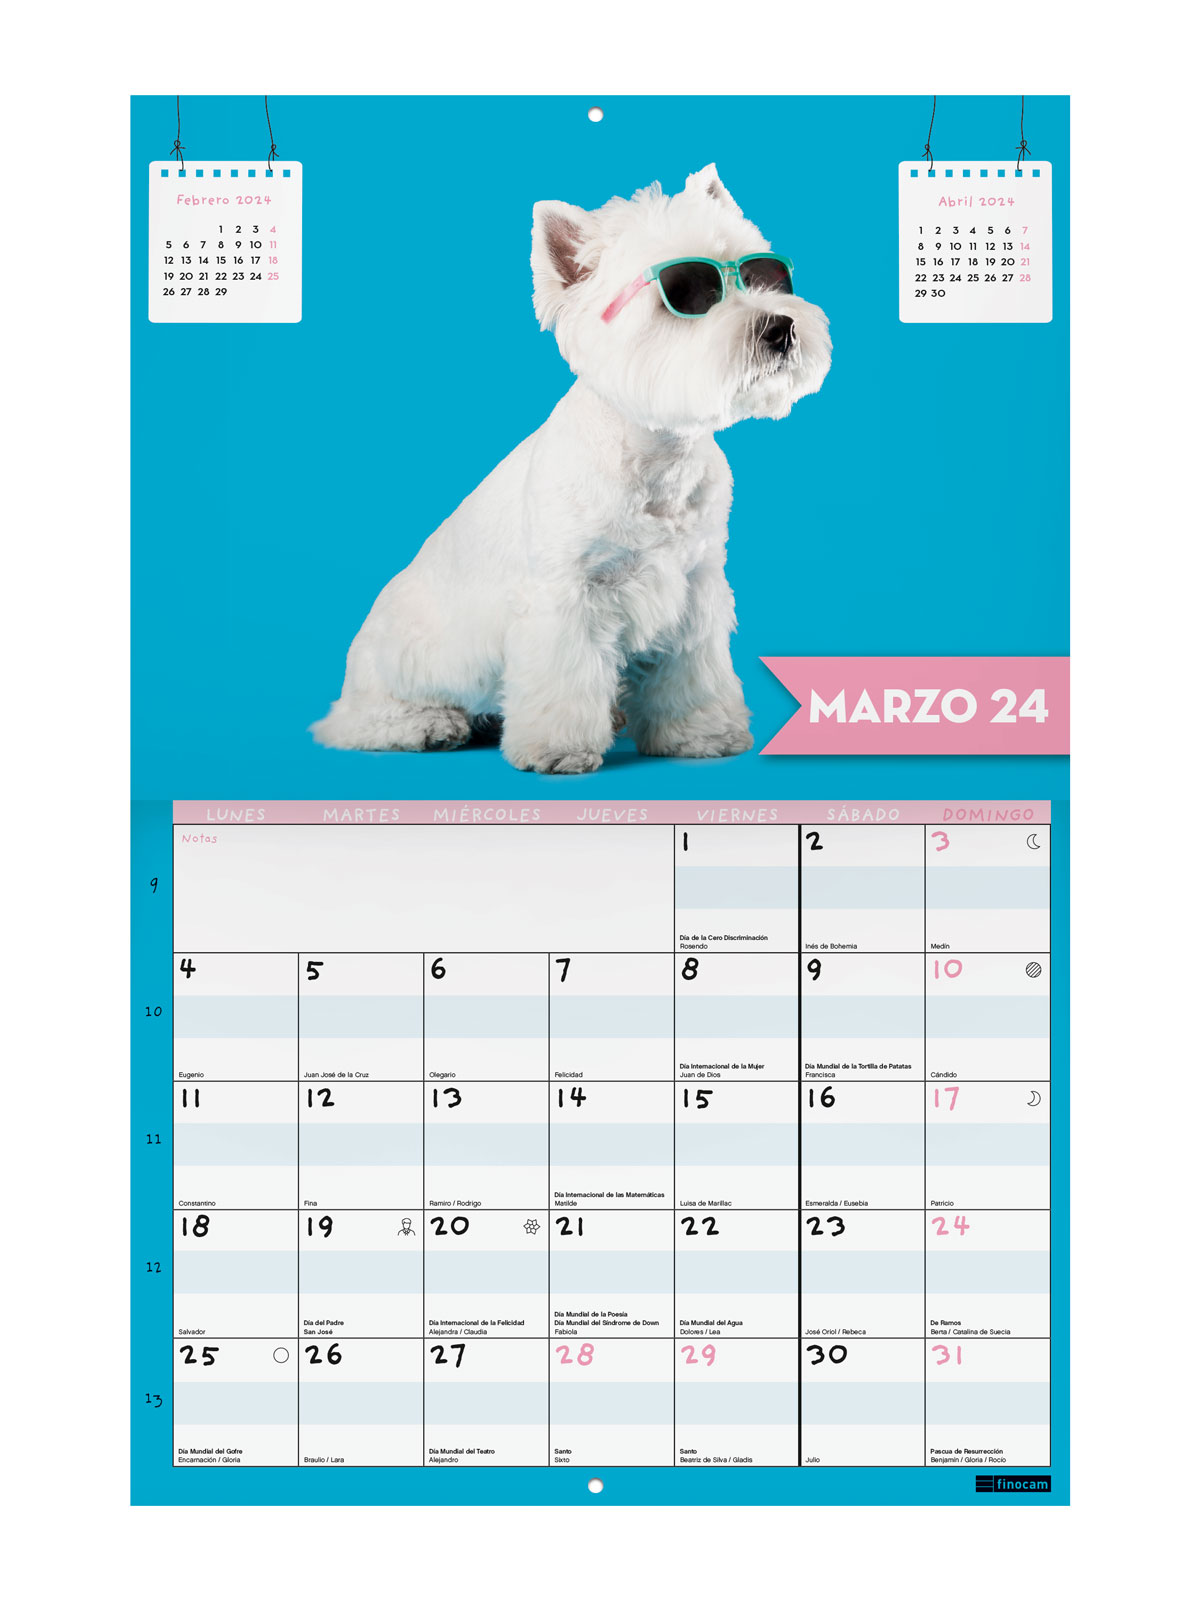 Febrero 2024
1 2 3 4
5 6 7 8 9 10 11
12 13 14 15 16 17 18
19 20 21 22 23 24 25
26 27 28 29
Abril 2024
1 2 3 4 5 6 7
8 9 10 11 12 13 14
15 16 17 18 19 20 21
22 23 24 25 26 27 28
29 30
MARZO 24
LUNES MARTES MIÉRCOLES JUEVES VIERNES SÁBADO DOMINGO
Notas
1 2 3
9
Día de la Cero Discriminación
Rosendo Inés de Bohemia Medín
4 5 6 7 8 9 10
10
Día Internacional de la Mujer Día Mundial de la Tortilla de Patatas
Eugenio Juan José de la Cruz Olegario Felicidad Juan de Dios Francisca Cándido
11 12 13 14 15 16 17
11
Día Internacional de las Matemáticas
Constantino Fina Ramiro / Rodrigo Matilde Luisa de Marillac Esmeralda / Eusebia Patricio
18 19 20 21 22 23 24
12
Día Mundial de la Poesía
Día del Padre Día Internacional de la Felicidad Día Mundial del Síndrome de Down Día Mundial del Agua De Ramos
Salvador San José Alejandra / Claudia Fabiola Dolores / Lea José Oriol / Rebeca Berta / Catalina de Suecia
25 26 27 28 29 30 31
13
Día Mundial del Gofre Día Mundial del Teatro Santo Santo Pascua de Resurrección
Encarnación / Gloria Braulio / Lara Alejandro Sixto Beatriz de Silva / Gladis Julio Benjamín / Gloria / Rocío
finocam